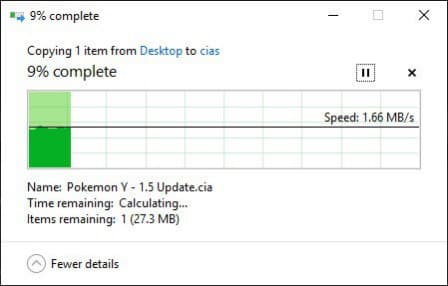 9% complete
Copying 1 item from Desktop to cias
9% complete
Speed: 1.66 MB/s
Name: Pokemon Y - 1.5 Update.cia
Time remaining: Calculating...
Items remaining: 1 (27.3 MB)
Fewer details